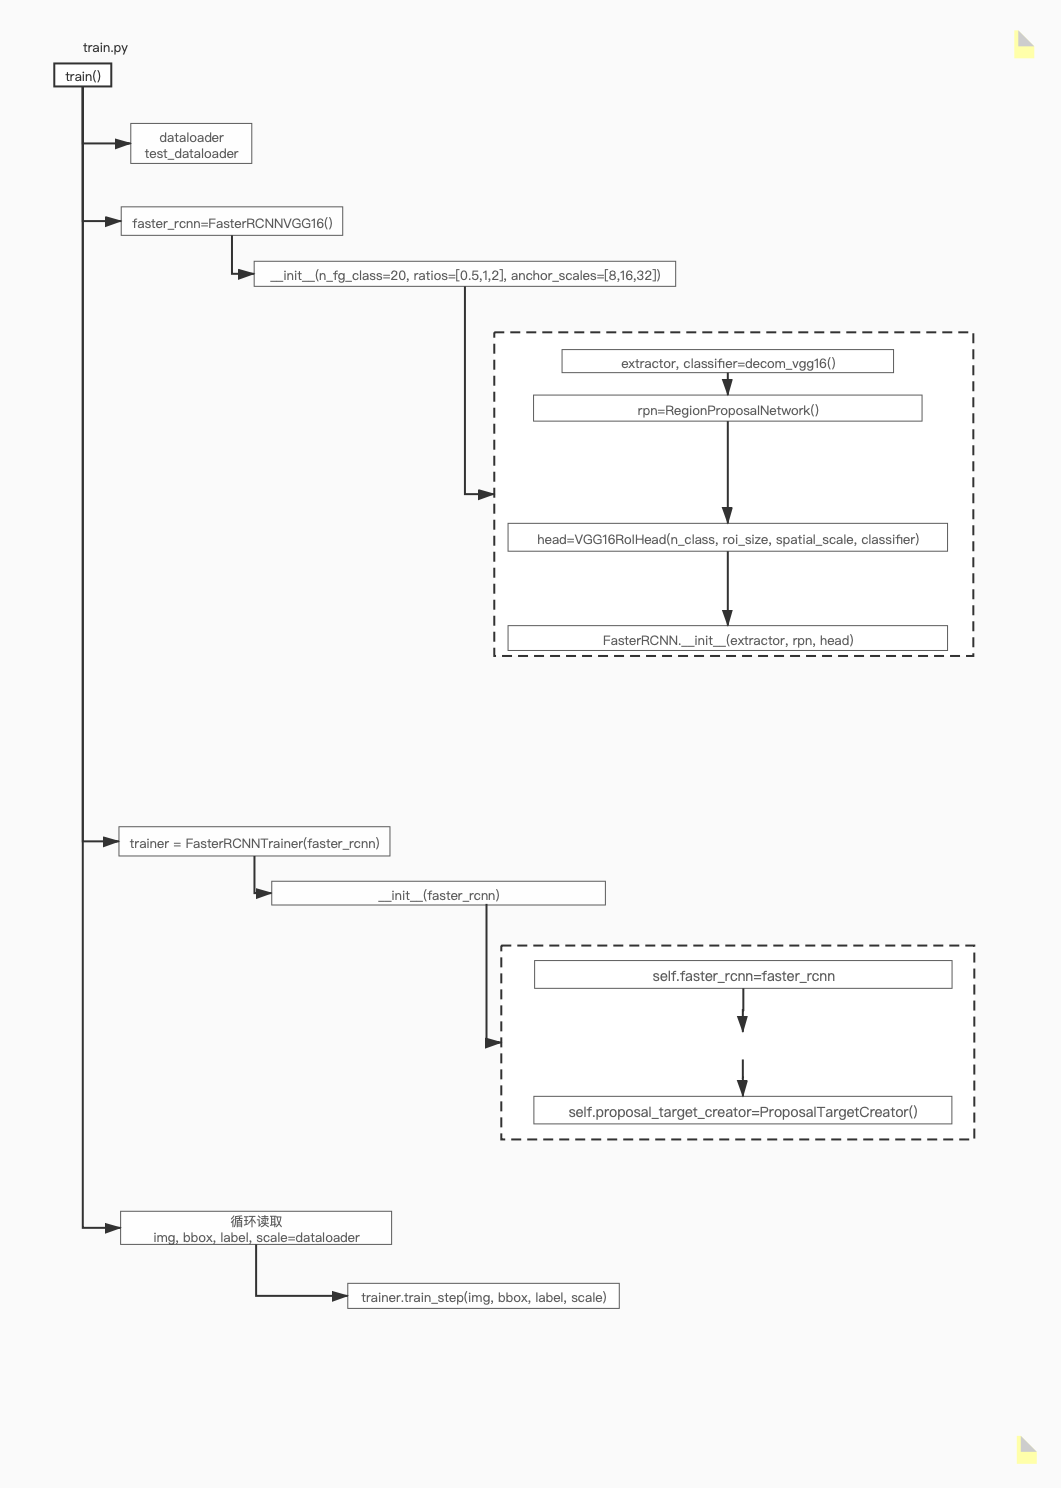 train.py
train()
dataloader
test_dataloader
faster_rcnn=FasterRCNNVGG16()
__init__(n_fg_class=20, ratios=[0.5,1,2], anchor_scales=[8,16,32])
extractor, classifier=decom_vgg16()
rpn=RegionProposalNetwork()
head=VGG16RoIHead(n_class, roi_size, spatial_scale, classifier)
FasterRCNN.__init__(extractor, rpn, head)
trainer = FasterRCNNTrainer(faster_rcnn)
__init__(faster_rcnn)
self.faster_rcnn=faster_rcnn
self.proposal_target_creator=ProposalTargetCreator()
循环读取
img, bbox, label, scale=dataloader
trainer.train_step(img, bbox, label, scale)